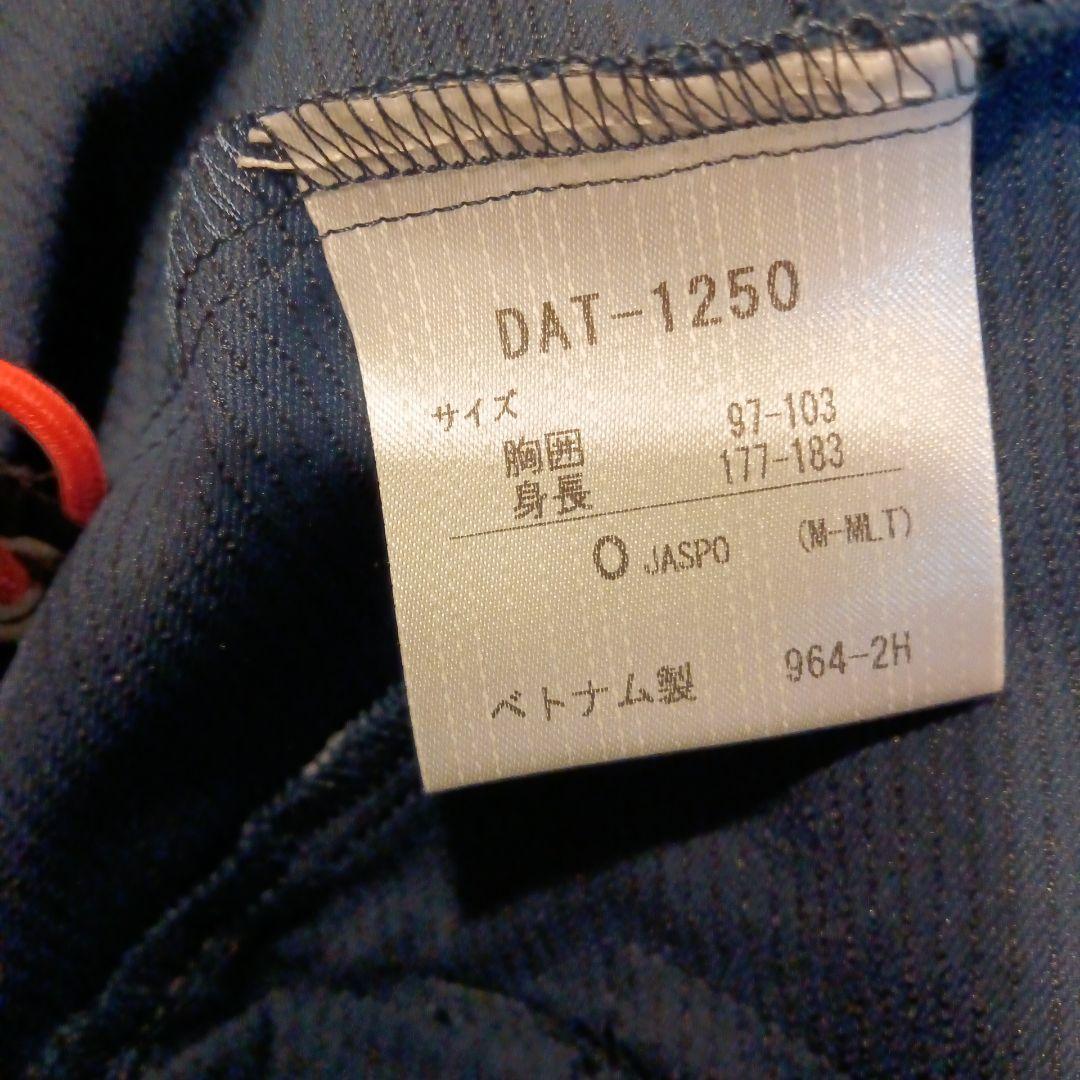 DAT-1250
サイズ
胸囲 97-103
身長 177-183
O JASPO (M-MLT)
ベトナム製 964-2H